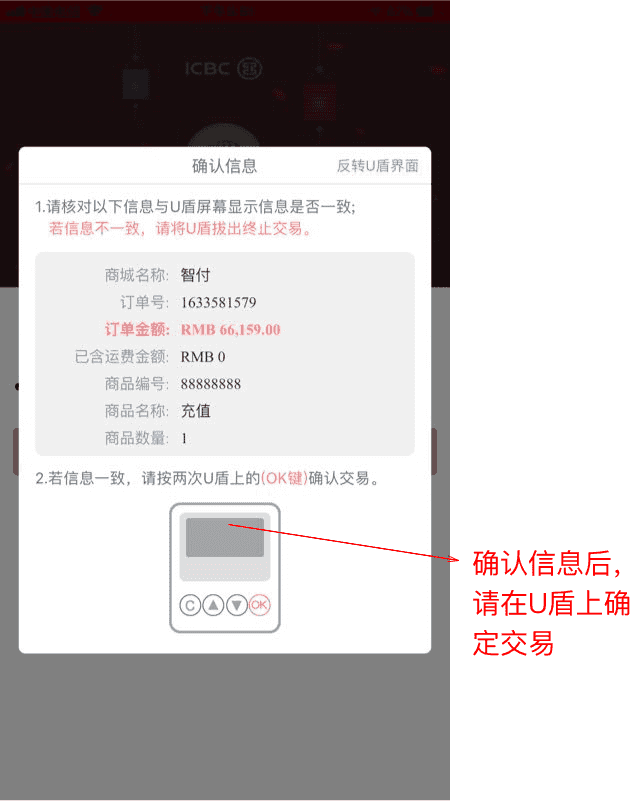 ICBC
确认信息
反转U盾界面
1.请核对以下信息与U盾屏幕显示信息是否一致;
若信息不一致，请将U盾拔出终止交易。
商城名称: 智付
订单号: 1633581579
订单金额: RMB 66,159.00
已含运费金额: RMB 0
商品编号: 88888888
商品名称: 充值
商品数量: 1
2.若信息一致，请按两次U盾上的(OK键)确认交易。
C OK
确认信息后，
请在U盾上确
定交易